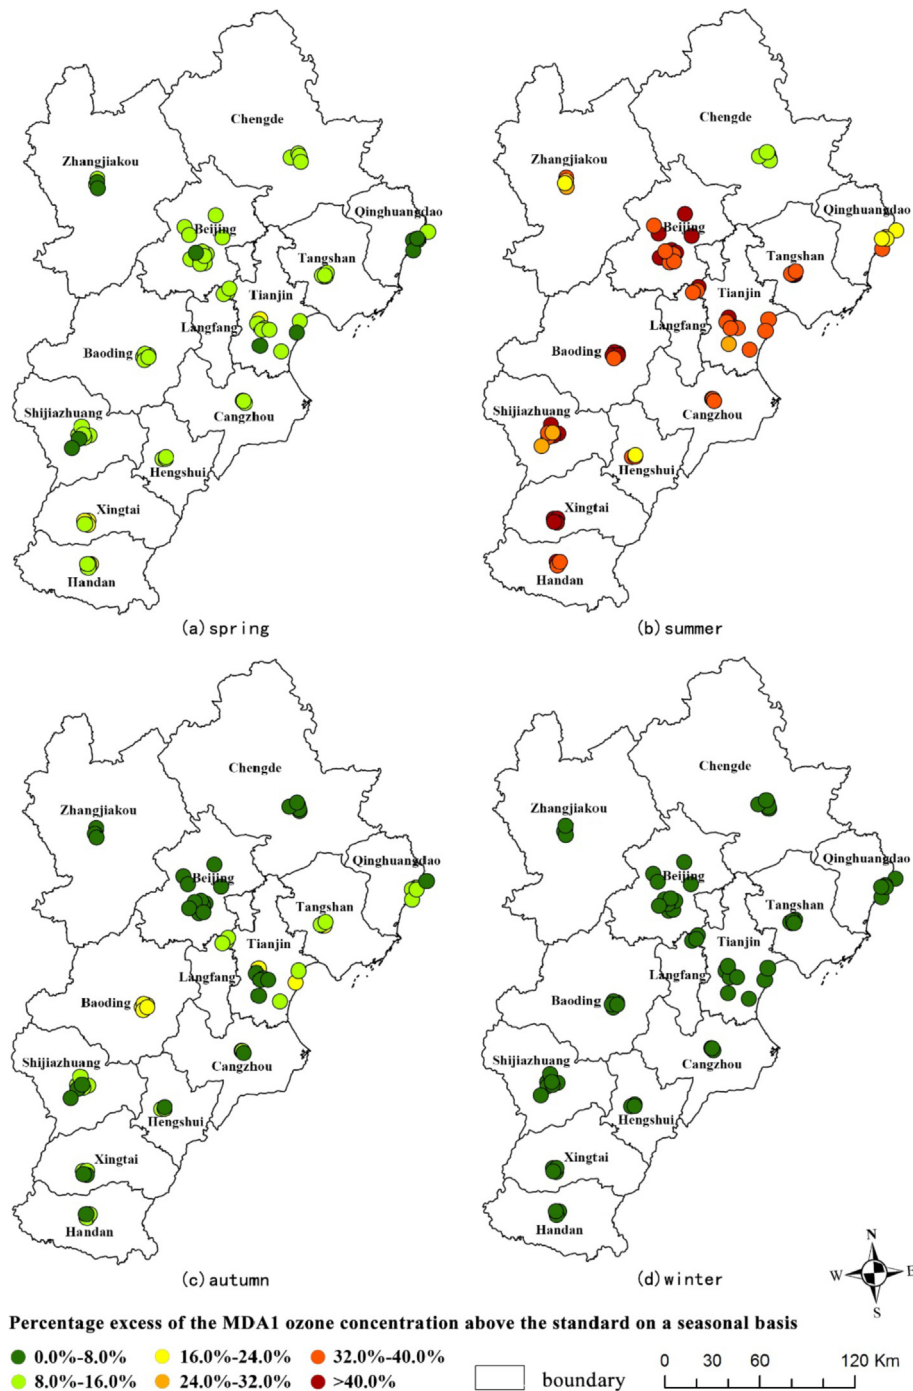 Chengde
Zhangjiakou
Qinghuangdao
Beijing
Tangshan
Tianjin
Langfang
Baoding
Cangzhou
Shijiazhuang
Hengshui
Xingtai
Handan
(a)spring
Chengde
Zhangjiakou
Qinghuangdao
Beijing
Tangshan
Tianjin
Langfang
Baoding
Cangzhou
Shijiazhuang
Hengshui
Xingtai
Handan
(b)summer
Chengde
Zhangjiakou
Qinghuangdao
Beijing
Tangshan
Tianjin
Langfang
Baoding
Cangzhou
Shijiazhuang
Hengshui
Xingtai
Handan
(c)autumn
Chengde
Zhangjiakou
Qinghuangdao
Beijing
Tangshan
Tianjin
Langfang
Baoding
Cangzhou
Shijiazhuang
Hengshui
Xingtai
Handan
(d)winter
N
W E
S
Percentage excess of the MDA1 ozone concentration above the standard on a seasonal basis
0.0%-8.0% 16.0%-24.0% 32.0%-40.0%
8.0%-16.0% 24.0%-32.0% >40.0%
boundary
0 30 60 120 Km